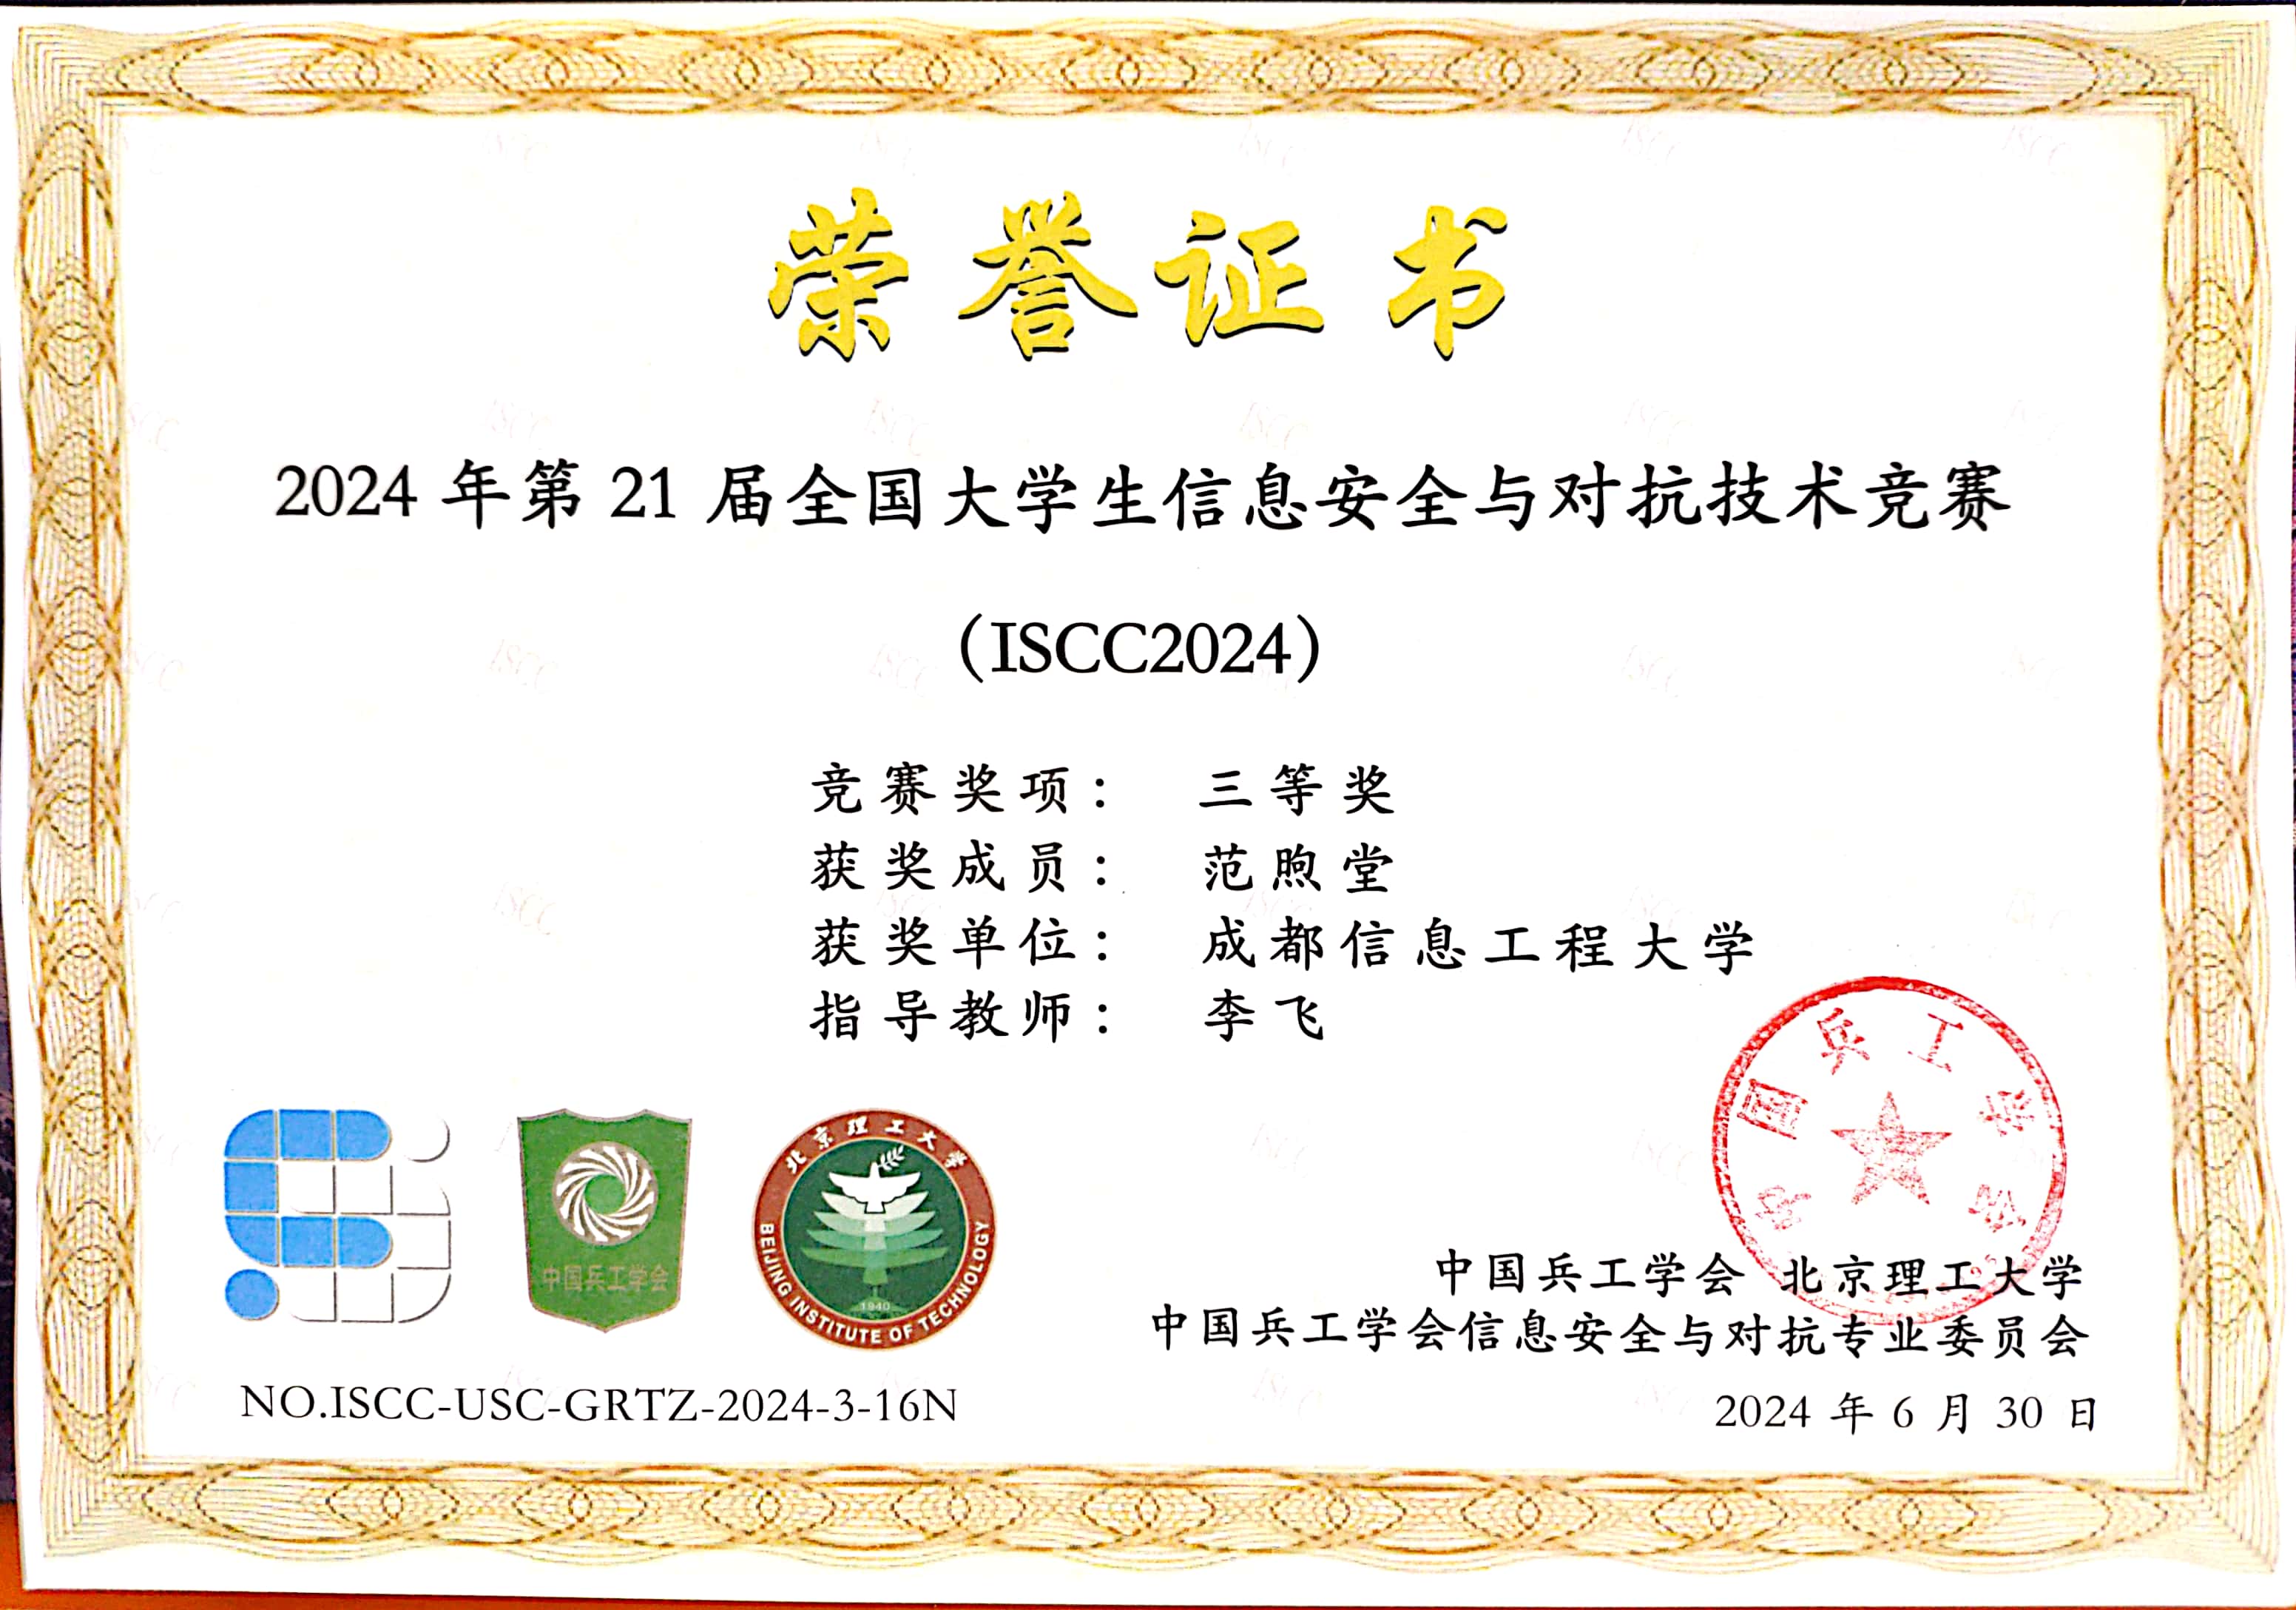 荣誉证书
2024 年第 21 届全国大学生信息安全与对抗技术竞赛
（ISCC2024）
竞赛奖项： 三等奖
获奖成员： 范煦堂
获奖单位： 成都信息工程大学
指导教师： 李飞
中国兵工学会
中国兵工学会
北京理工大学
BEIJING INSTITUTE OF TECHNOLOGY
1940
中国兵工学会 北京理工大学
中国兵工学会信息安全与对抗专业委员会
NO.ISCC-USC-GRTZ-2024-3-16N
2024 年 6 月 30 日